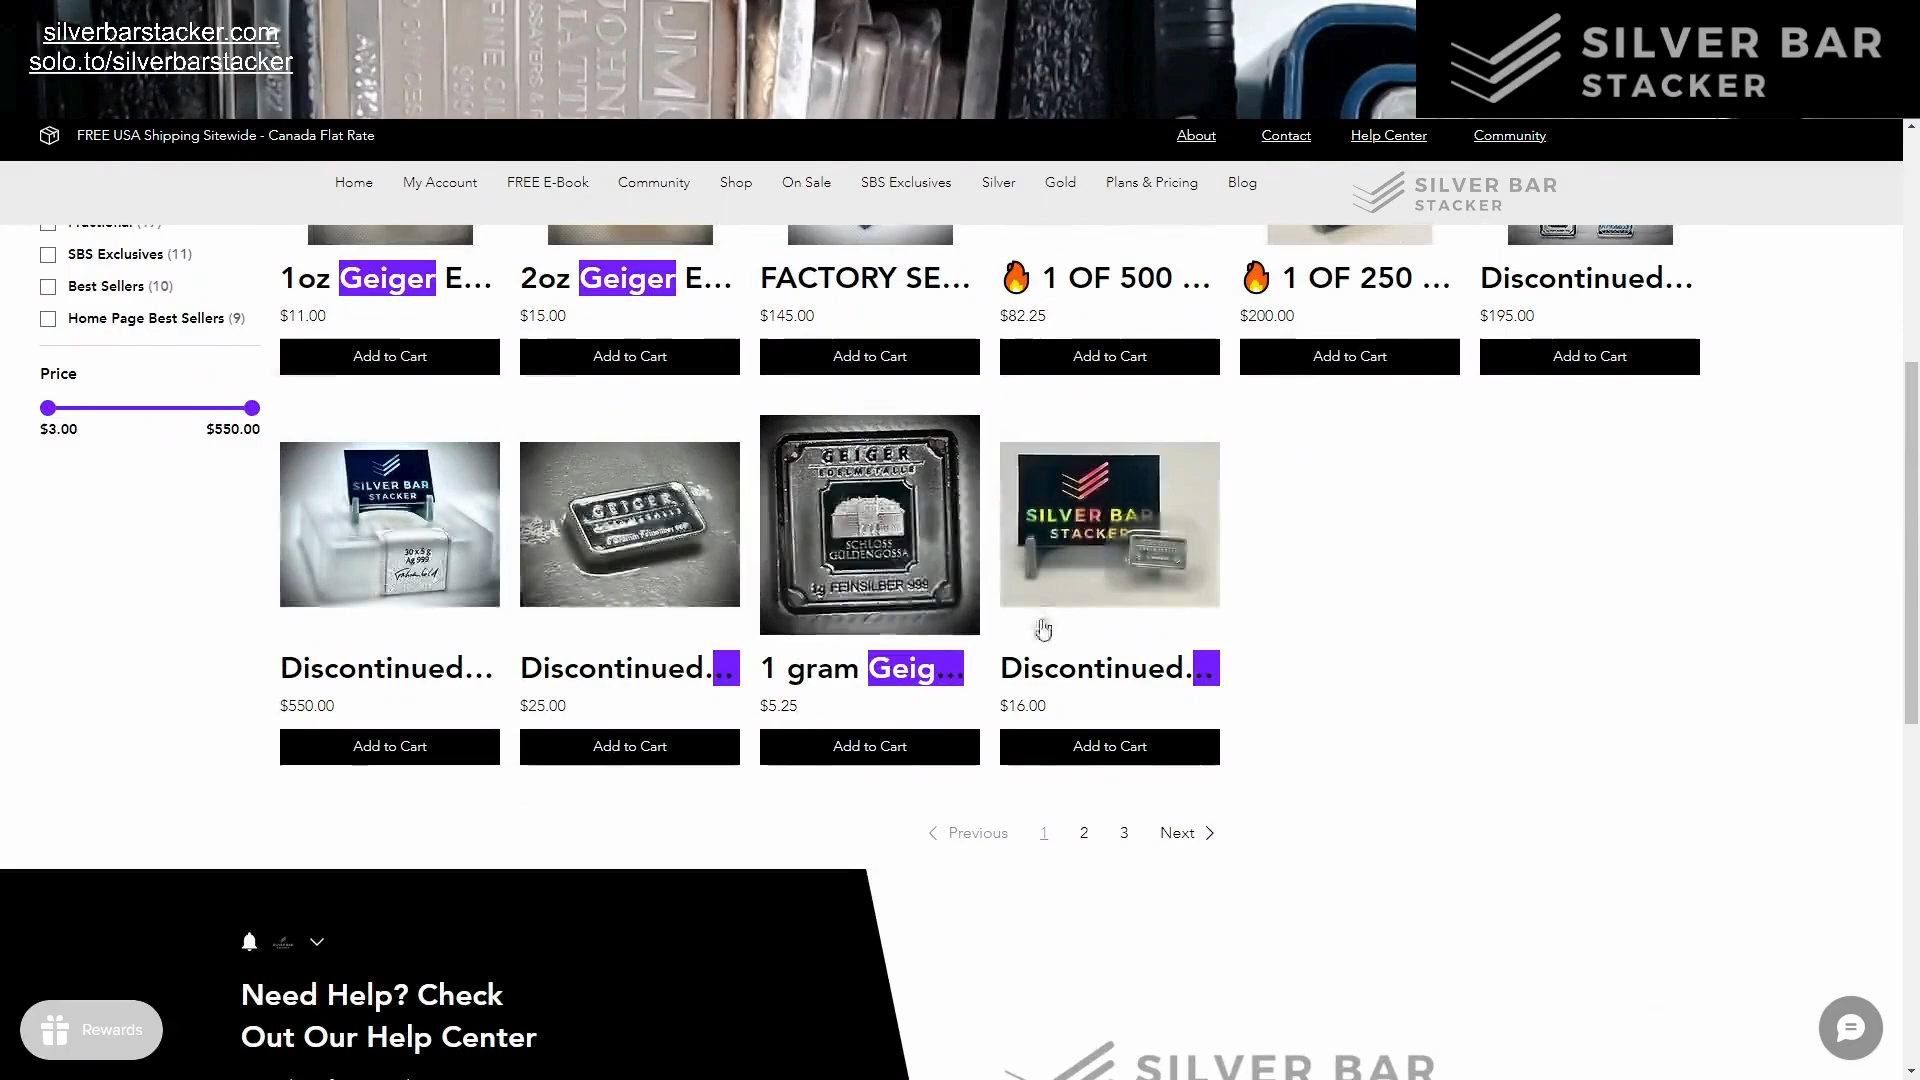 silverbarstacker.com
solo.to/silverbarstacker
SILVER BAR
STACKER
FREE USA Shipping Sitewide - Canada Flat Rate
About
Contact
Help Center
Community
Home
My Account
FREE E-Book
Community
Shop
On Sale
SBS Exclusives
Silver
Gold
Plans & Pricing
Blog
SILVER BAR
STACKER
SBS Exclusives (11)
Best Sellers (10)
Home Page Best Sellers (9)
Price
$3.00
$550.00
1oz Geiger E...
2oz Geiger E...
FACTORY SE...
🔥 1 OF 500 ...
🔥 1 OF 250 ...
Discontinued...
$11.00
$15.00
$145.00
$82.25
$200.00
$195.00
Add to Cart
Add to Cart
Add to Cart
Add to Cart
Add to Cart
Add to Cart
SILVER BAR
STACKER
30 x 5 g
Ag 999
GEIGER
GEIGER
EDELMETALLE
SCHLOSS
GÜLDENGOSSA
1g FEINSILBER 999
SILVER BAR
STACKER
Discontinued...
Discontinued...
1 gram Geig...
Discontinued...
$550.00
$25.00
$5.25
$16.00
Add to Cart
Add to Cart
Add to Cart
Add to Cart
Previous
1
2
3
Next
Need Help? Check
Out Our Help Center
Rewards
SILVER BAR